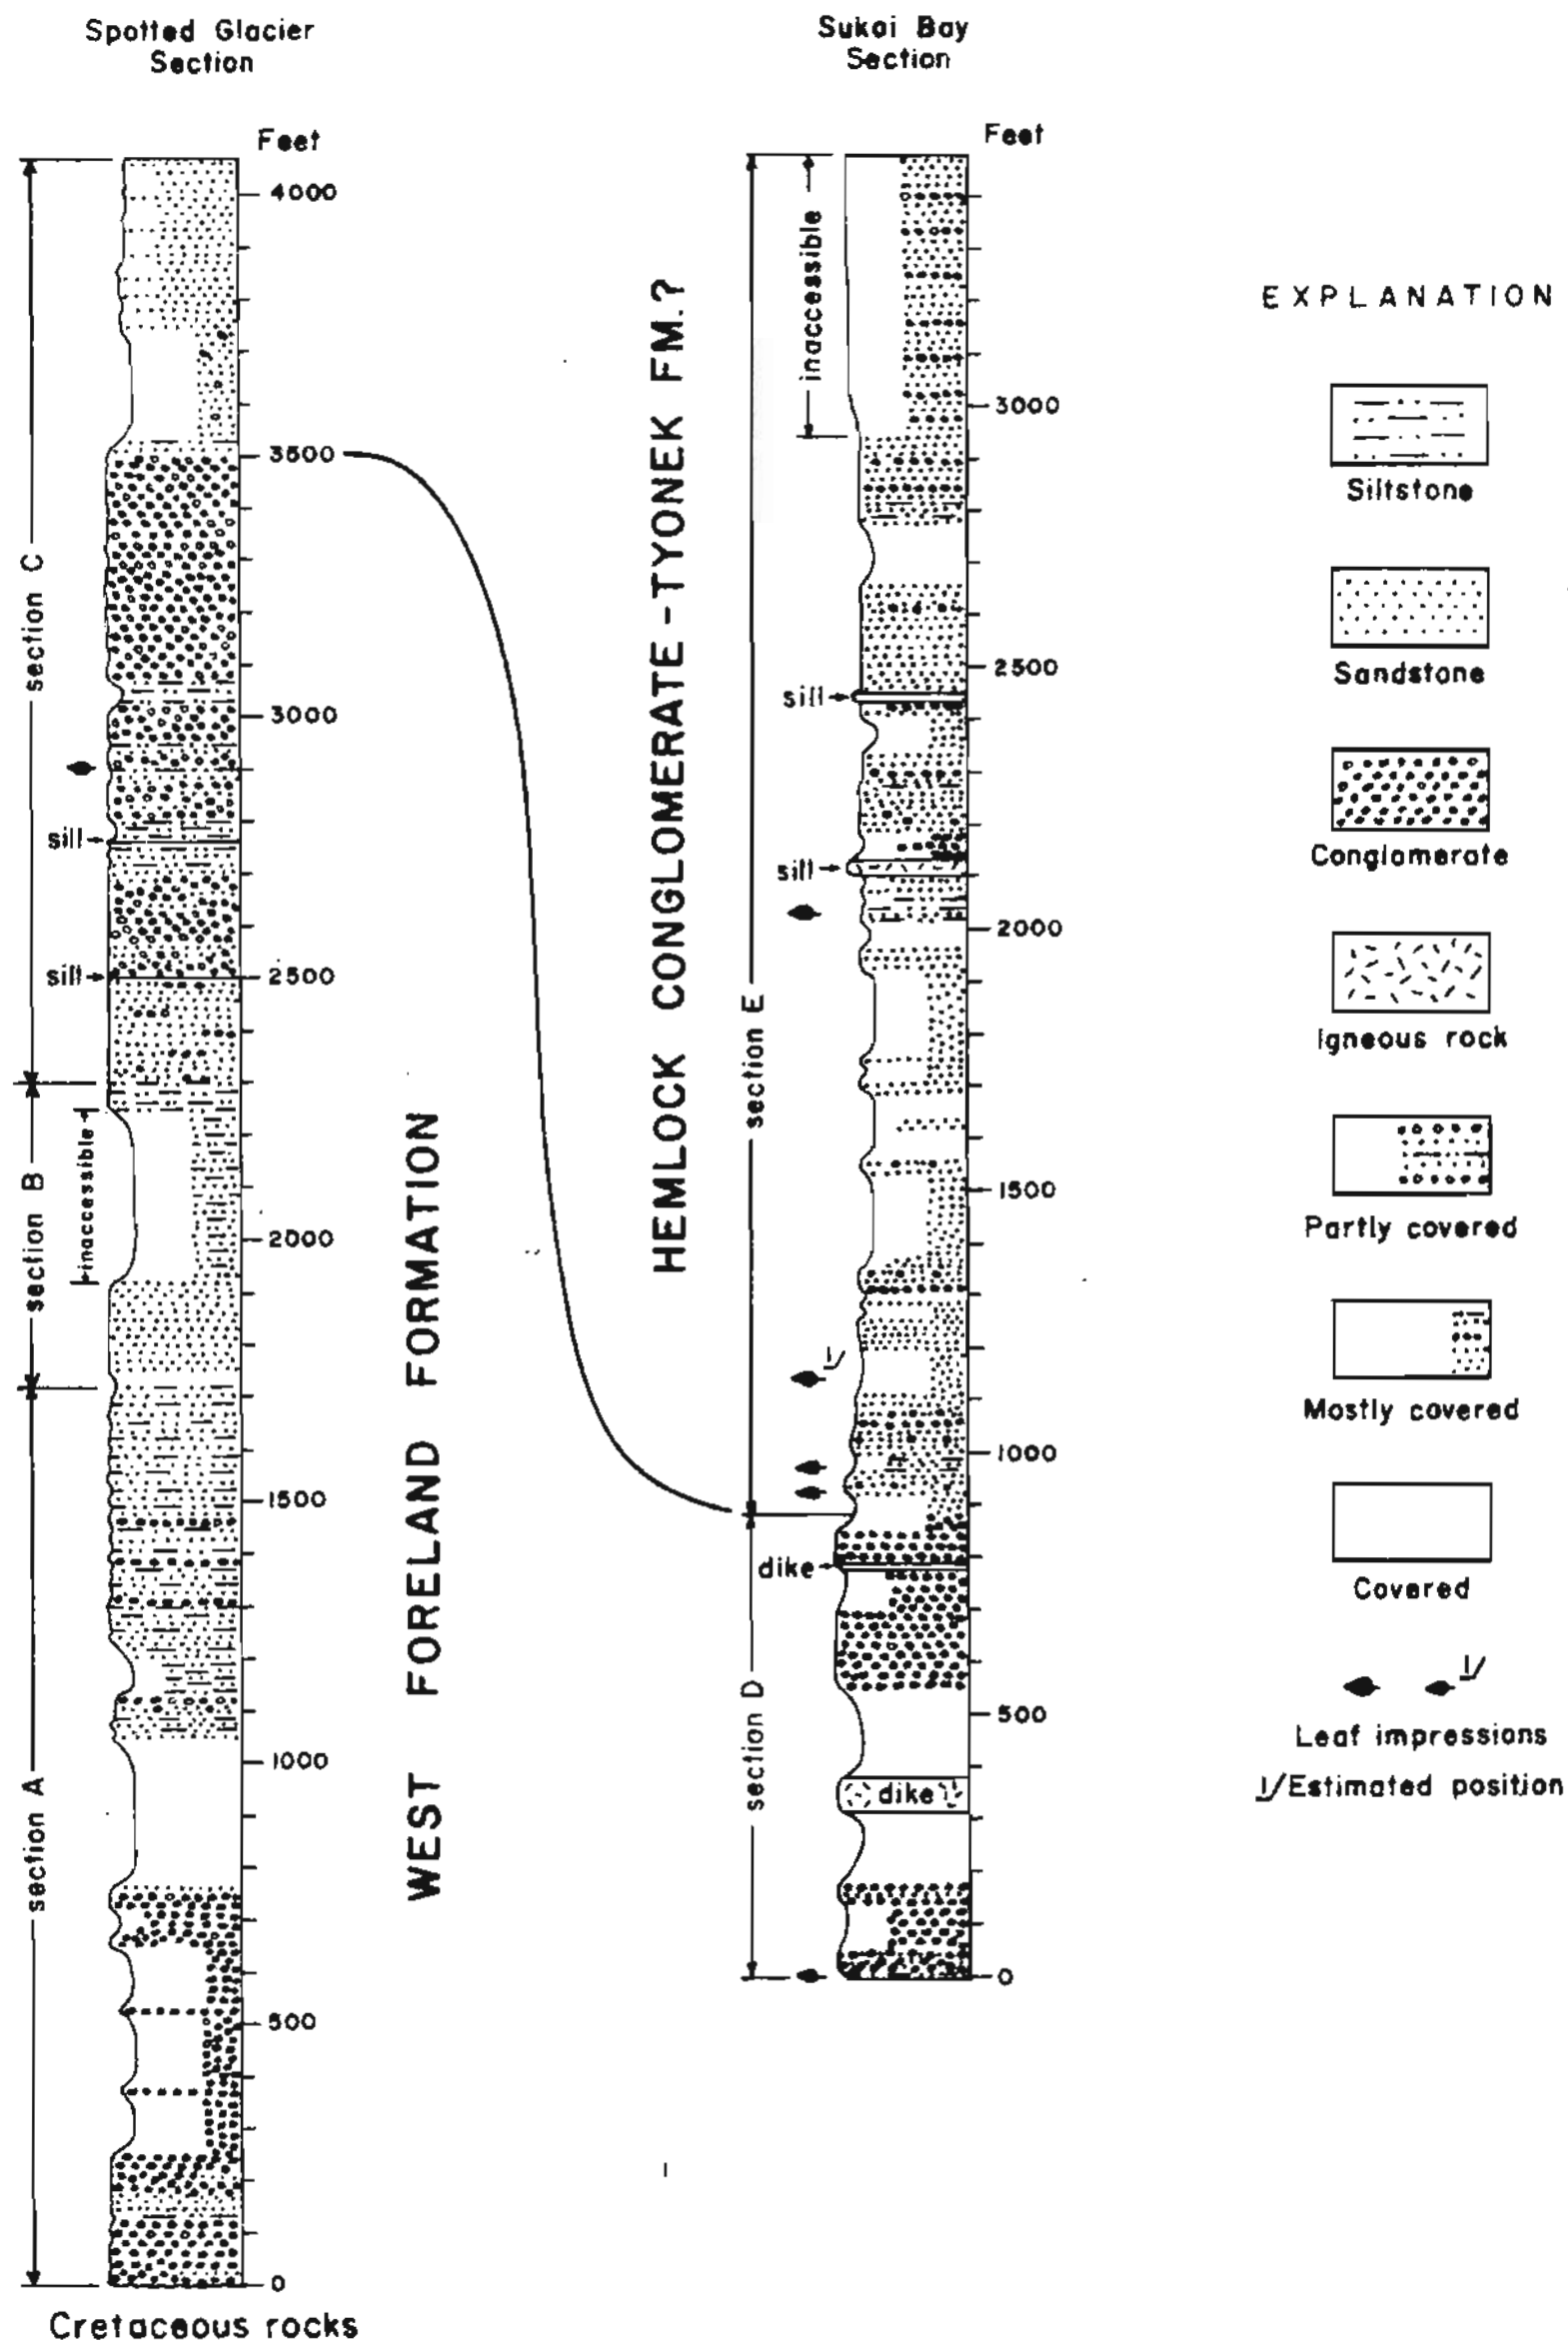 Spotted Glacier
Section
Feet
4000
3500
3000
2500
2000
1500
1000
500
0
section C
section B
section A
sill
sill
inaccessible
Cretaceous rocks
WEST FORELAND FORMATION
HEMLOCK CONGLOMERATE-TYONEK FM.?
Sukoi Bay
Section
Feet
3000
2500
2000
1500
1000
500
0
inaccessible
section E
section D
sill
sill
1/
dike
dike
EXPLANATION
Siltstone
Sandstone
Conglomerate
Igneous rock
Partly covered
Mostly covered
Covered
1/
Leaf impressions
1/Estimated position